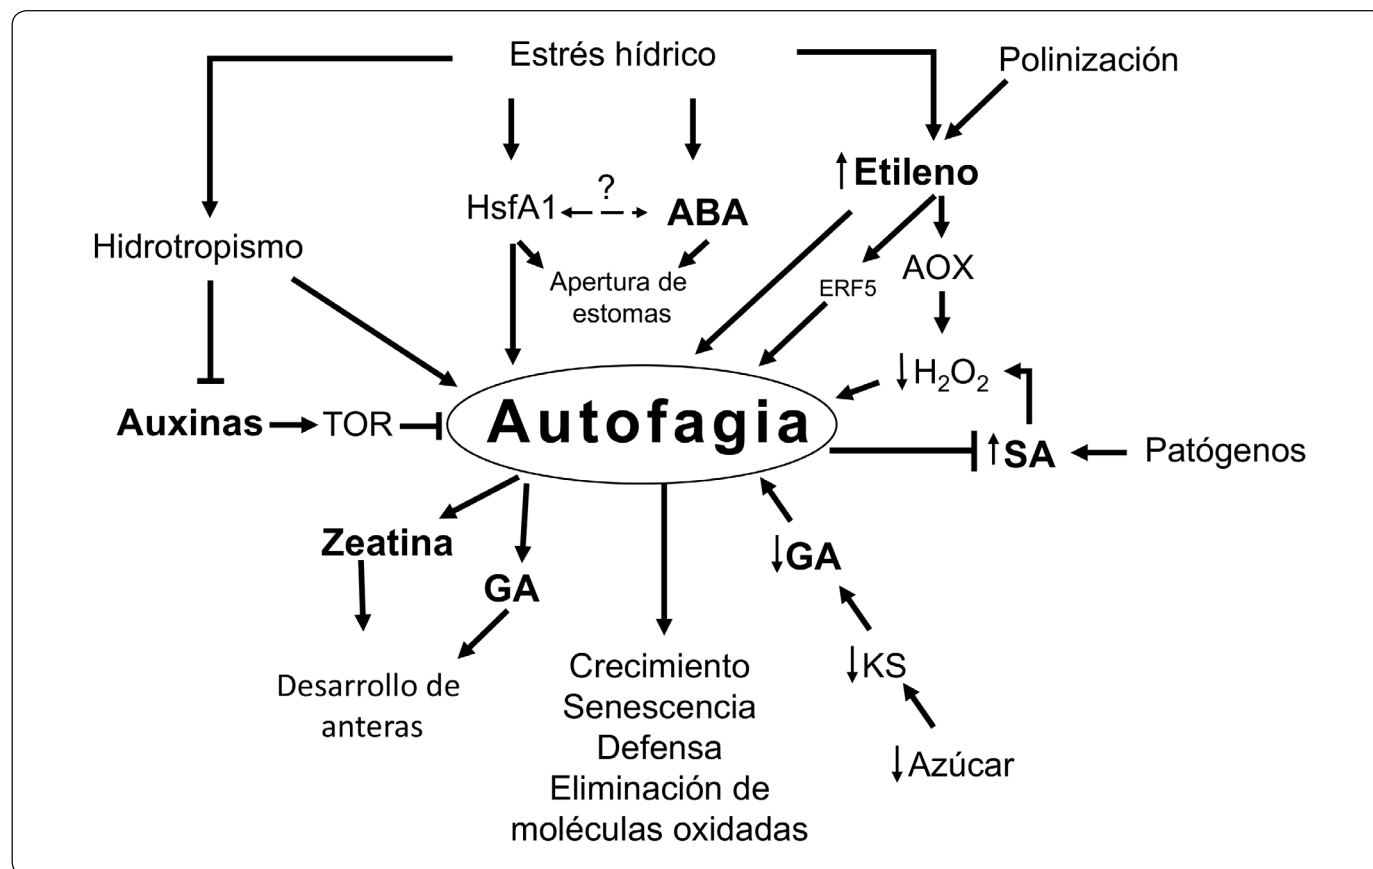 Estrés hídrico
Polinización
↑Etileno
?
HsfA1
ABA
Hidrotropismo
AOX
Apertura de
estomas
ERF5
↓H₂O₂
Auxinas
TOR
Autofagia
↑SA
Patógenos
Zeatina
↓GA
GA
Crecimiento
Senescencia
Defensa
Eliminación de
moléculas oxidadas
↓KS
Desarrollo de
anteras
↓Azúcar